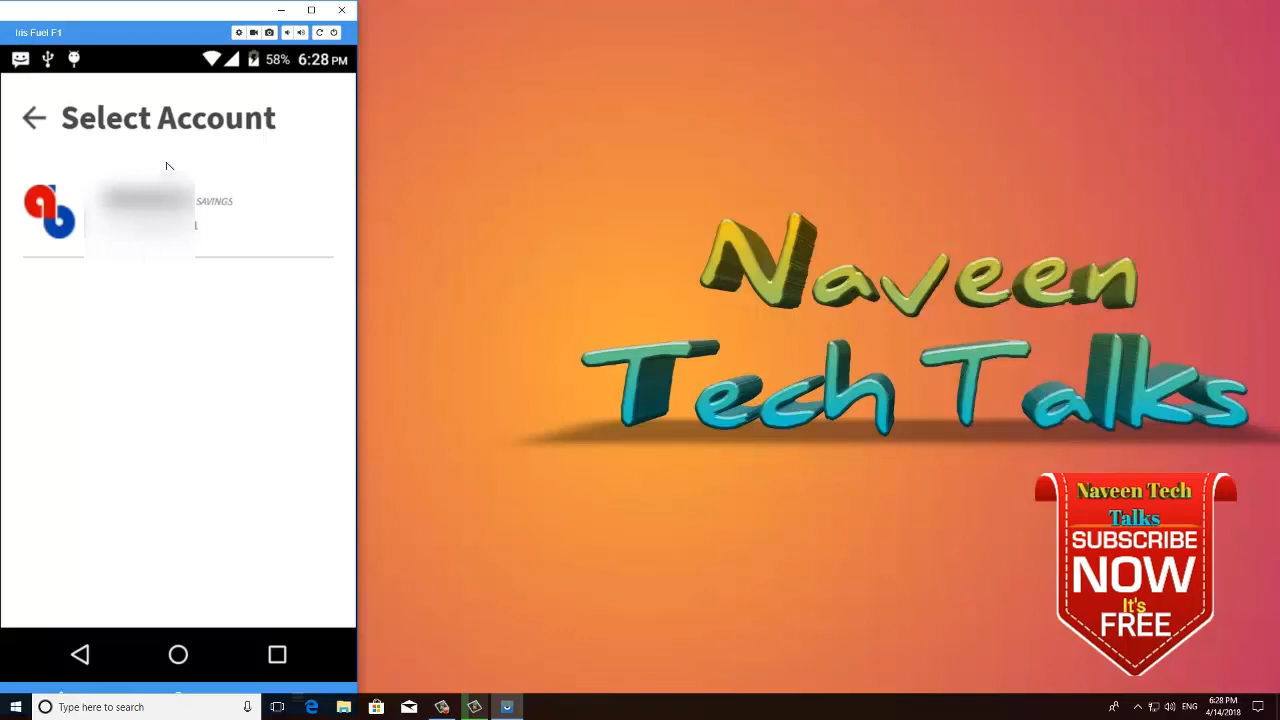 Iris Fuel F1
58% 6:28 PM
Select Account
SAVINGS
Naveen
Tech Talks
Naveen Tech
Talks
SUBSCRIBE
NOW
It's
FREE
Type here to search
ENG
6:28 PM
4/14/2018